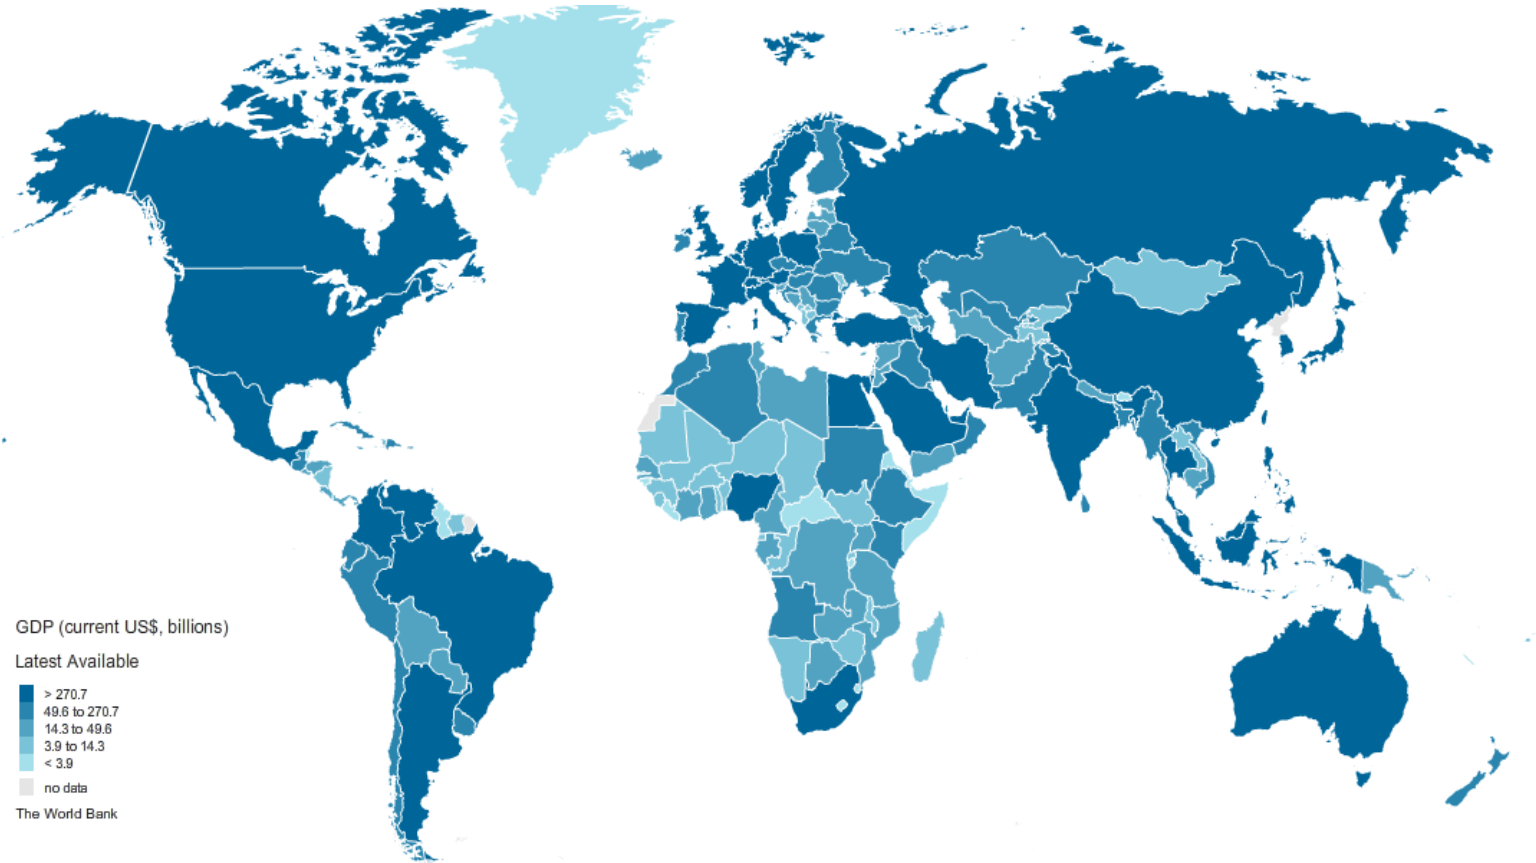 GDP (current US$, billions)
Latest Available
> 270.7
49.6 to 270.7
14.3 to 49.6
3.9 to 14.3
< 3.9
no data
The World Bank